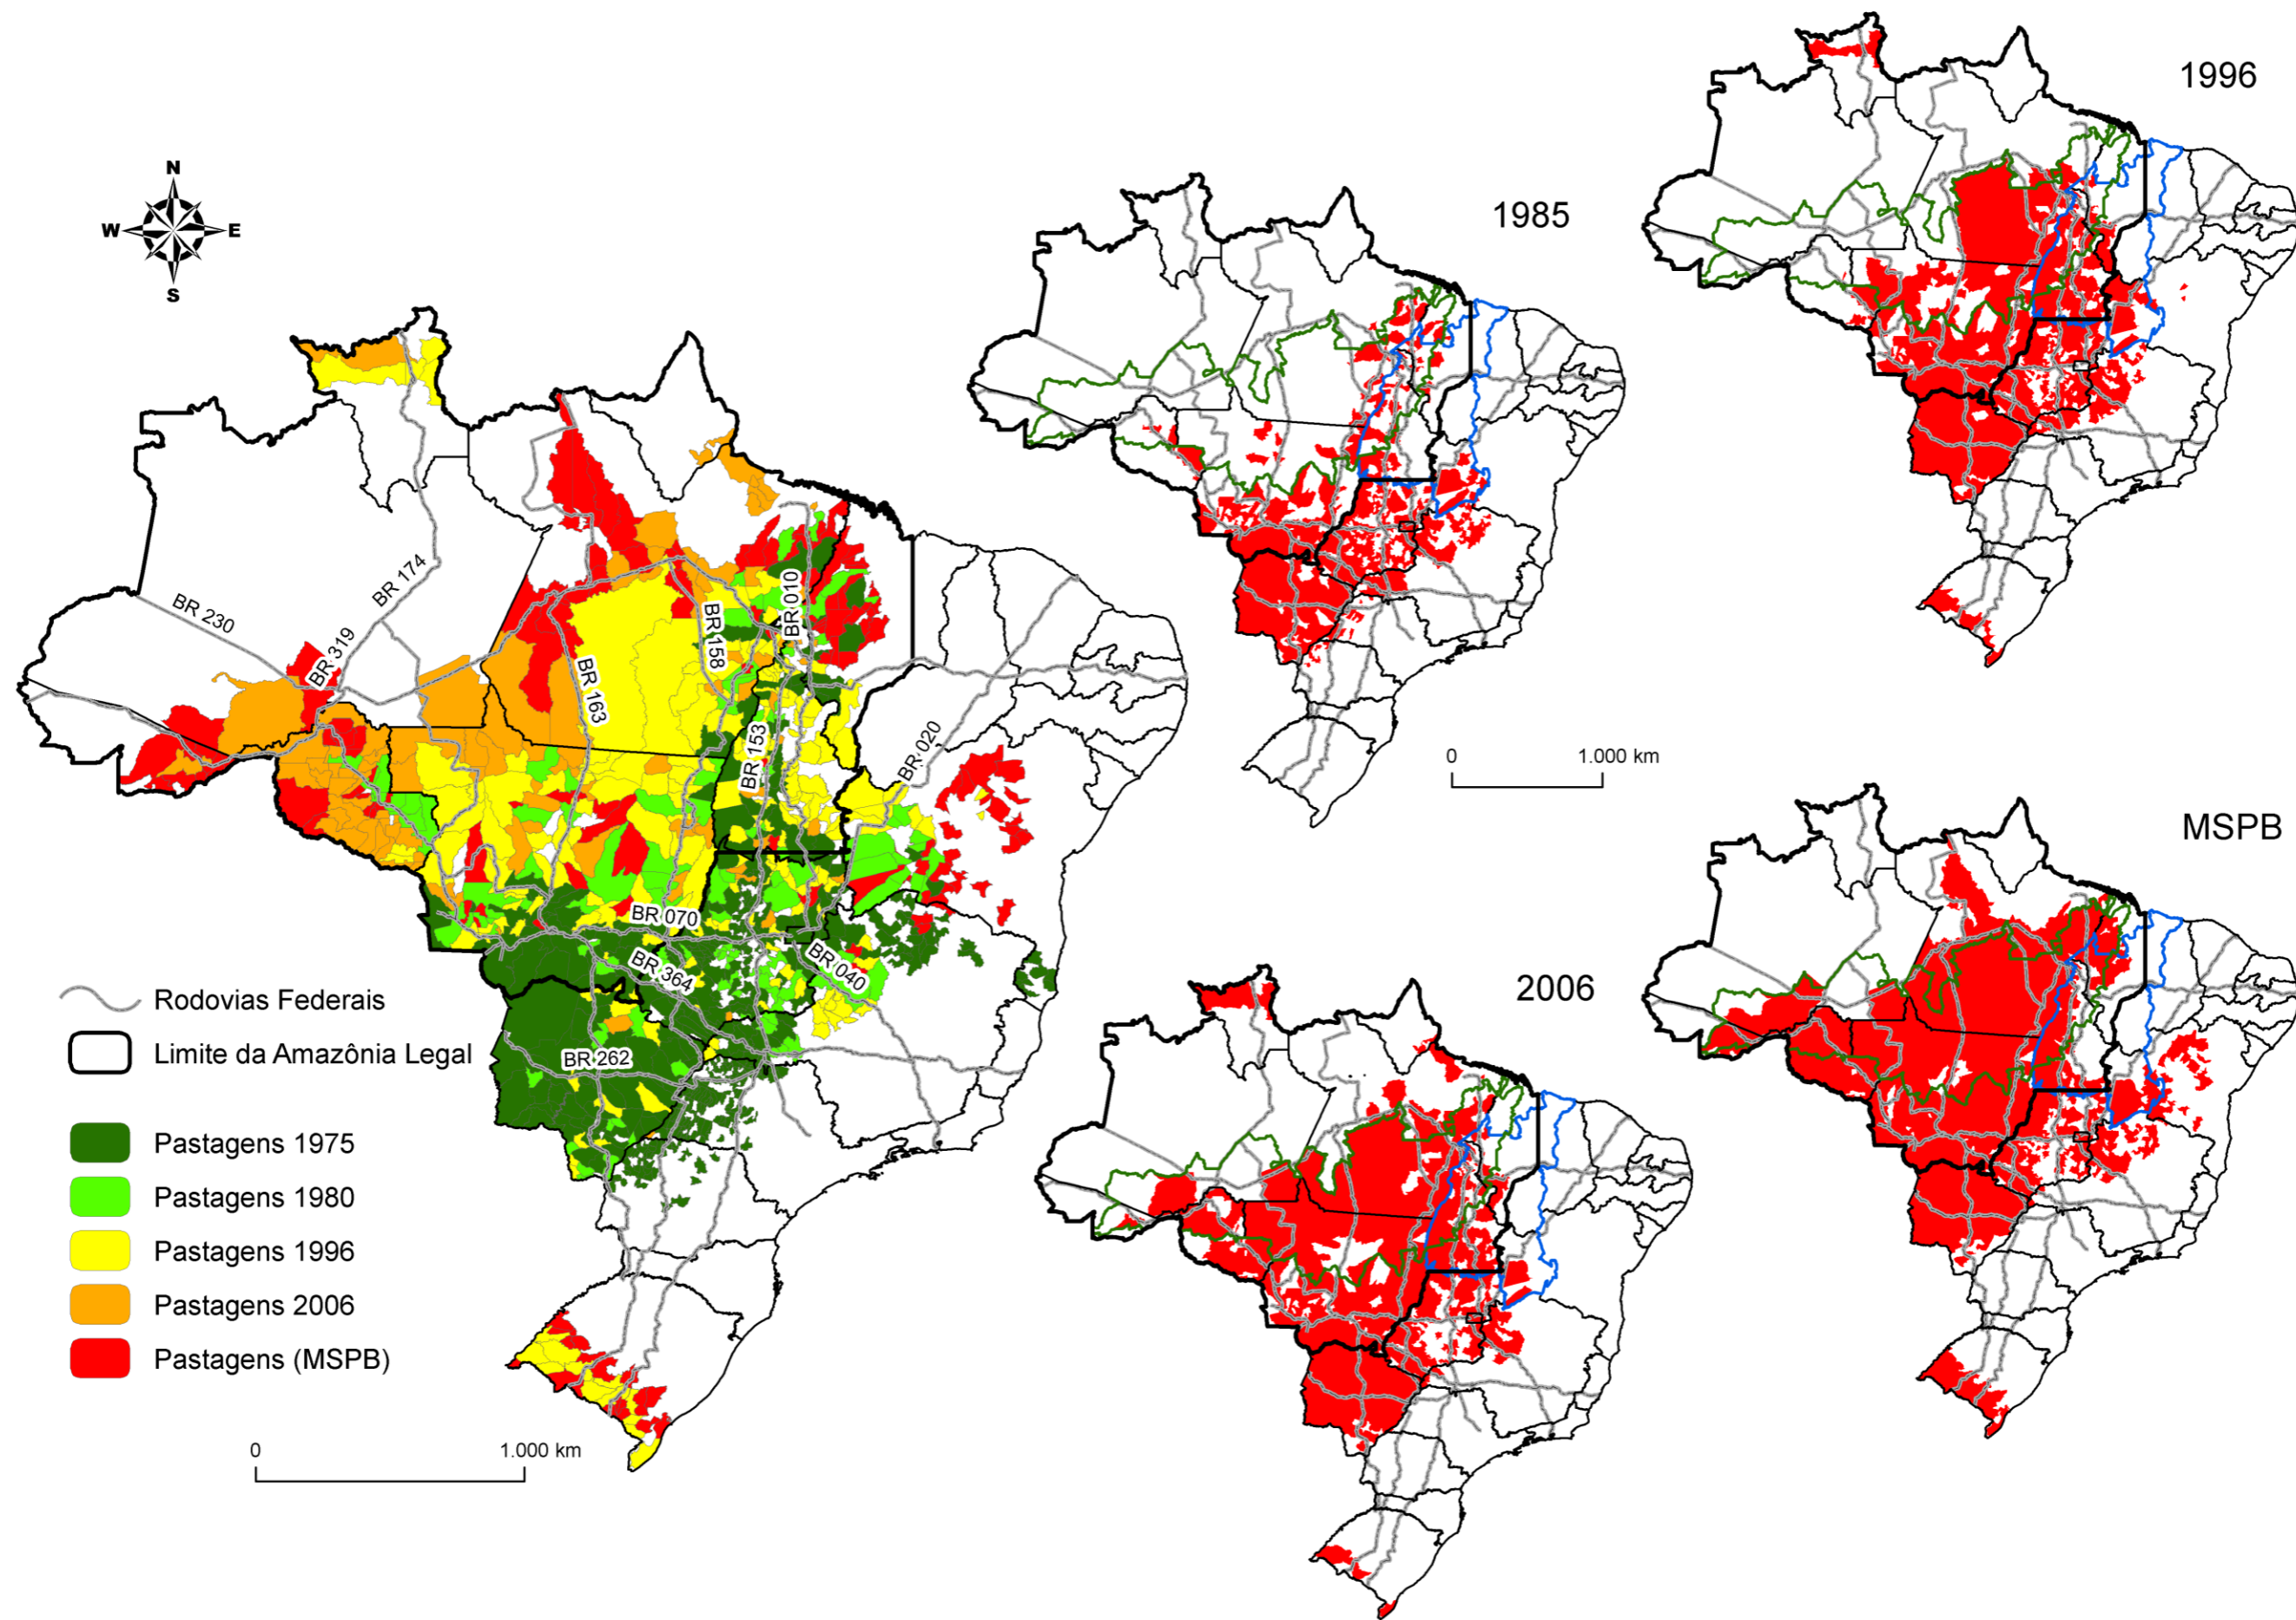 N
W
E
S
1985
1996
2006
MSPB
BR 230
BR 174
BR 319
BR 163
BR 158
BR 010
BR 153
BR 020
BR 070
BR 364
BR 040
BR 262
Rodovias Federais
Limite da Amazônia Legal
Pastagens 1975
Pastagens 1980
Pastagens 1996
Pastagens 2006
Pastagens (MSPB)
0 1.000 km
0 1.000 km